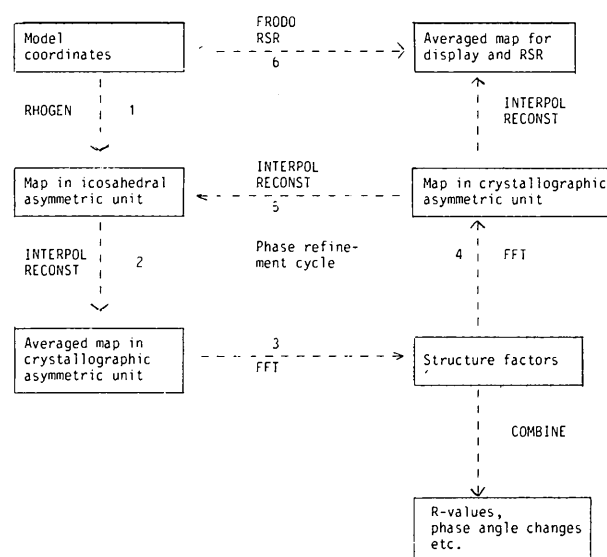 Model
coordinates
FRODO
RSR
6
Averaged map for
display and RSR
RHOGEN 1
INTERPOL
RECONST
Map in icosahedral
asymmetric unit
INTERPOL
RECONST
5
Map in crystallographic
asymmetric unit
INTERPOL
RECONST
2
Phase refine-
ment cycle
4 FFT
Averaged map in
crystallographic
asymmetric unit
3
FFT
Structure factors
COMBINE
R-values,
phase angle changes
etc.